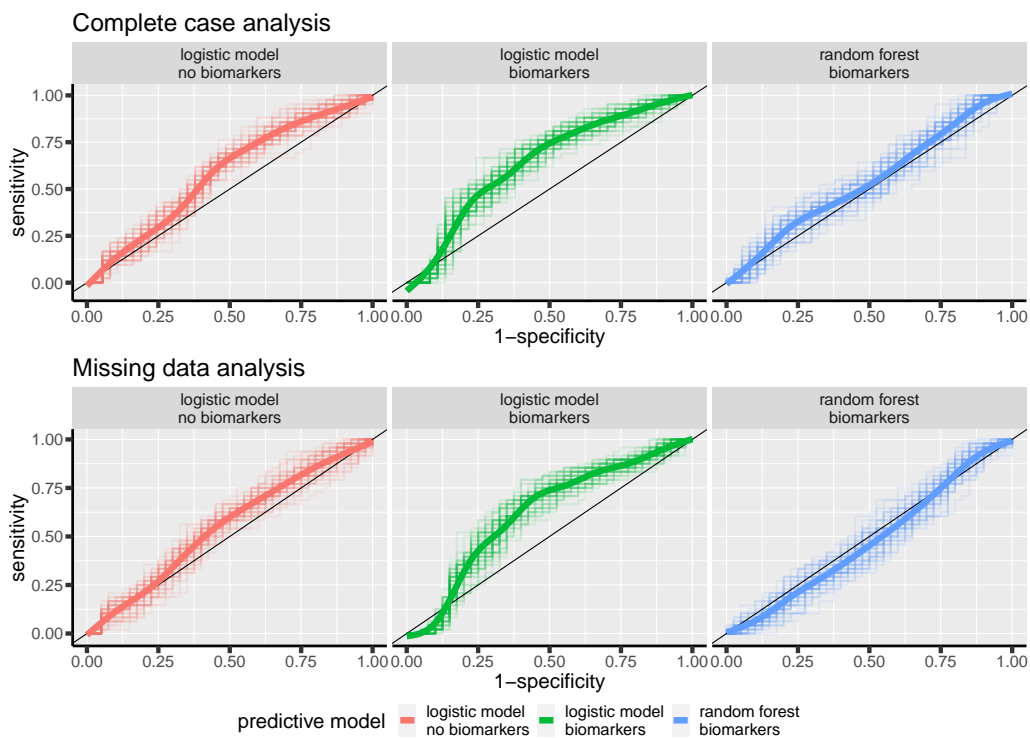 Complete case analysis
logistic model
no biomarkers
logistic model
biomarkers
random forest
biomarkers
sensitivity
1.00
0.75
0.50
0.25
0.00
0.00 0.25 0.50 0.75 1.00
0.00 0.25 0.50 0.75 1.00
0.00 0.25 0.50 0.75 1.00
1−specificity
Missing data analysis
logistic model
no biomarkers
logistic model
biomarkers
random forest
biomarkers
sensitivity
1.00
0.75
0.50
0.25
0.00
0.00 0.25 0.50 0.75 1.00
0.00 0.25 0.50 0.75 1.00
0.00 0.25 0.50 0.75 1.00
1−specificity
predictive model
logistic model
no biomarkers
logistic model
biomarkers
random forest
biomarkers